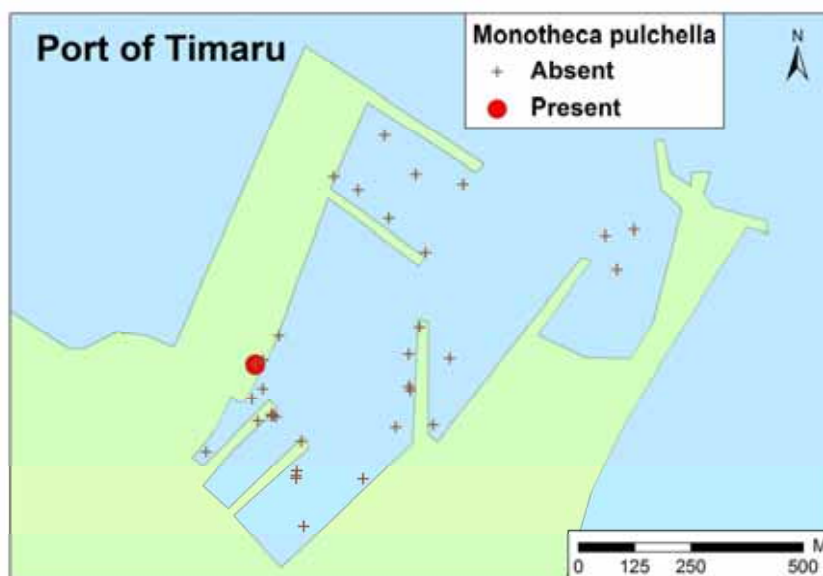 Port of Timaru
Monotheca pulchella
Absent
Present
N
M
0 125 250 500